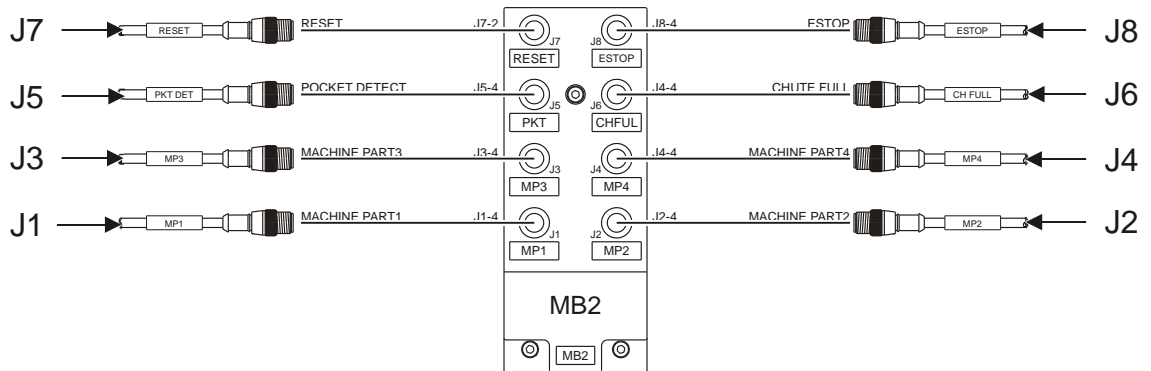 J7 RESET RESET J7-2 J7 J8 J8-4 ESTOP ESTOP J8
RESET ESTOP
J5 PKT DET POCKET DETECT J5-4 J5 J6 J4-4 CHUTE FULL CH FULL J6
PKT CHFUL
J3 MP3 MACHINE PART3 J3-4 J3 J4 J4-4 MACHINE PART4 MP4 J4
MP3 MP4
J1 MP1 MACHINE PART1 J1-4 J1 J2 J2-4 MACHINE PART2 MP2 J2
MP1 MP2
MB2
MB2